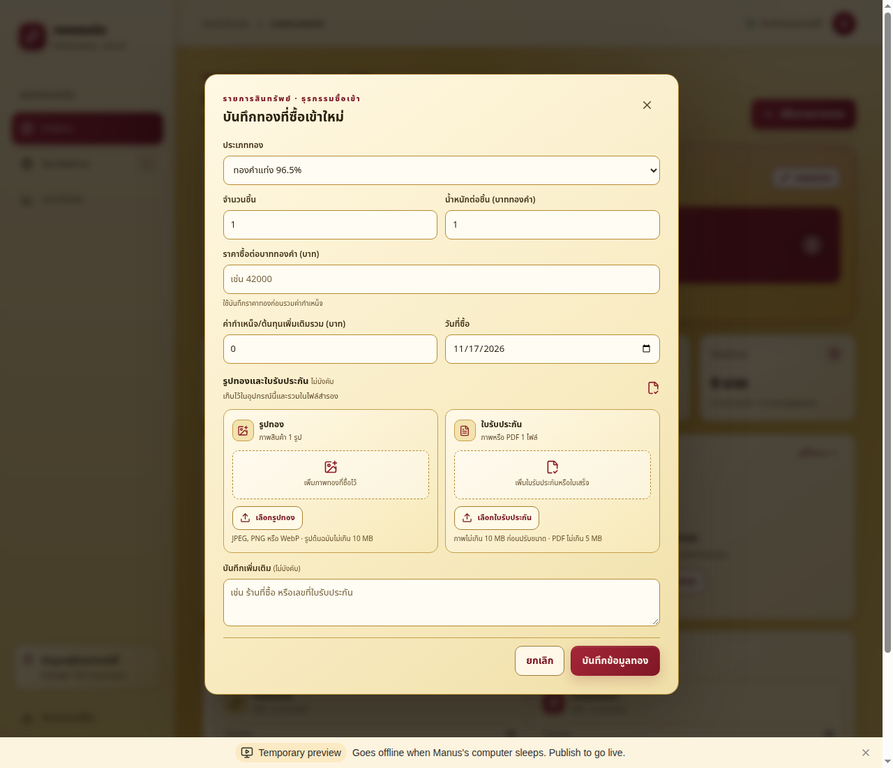 รายการสินทรัพย์ · ธุรกรรมซื้อเข้า
บันทึกทองที่ซื้อเข้าใหม่
ประเภททอง
ทองคำแท่ง 96.5%
จำนวนชิ้น
น้ำหนักต่อชิ้น (บาททองคำ)
1
1
ราคาซื้อต่อบาททองคำ (บาท)
เช่น 42000
ใช้บันทึกราคาทองก่อนรวมค่ากำเหน็จ
ค่ากำเหน็จ/ต้นทุนเพิ่มเติมรวม (บาท)
วันที่ซื้อ
0
11/17/2026
รูปทองและใบรับประกัน ไม่บังคับ
เก็บไว้ในอุปกรณ์นี้และรวมในไฟล์สำรอง
รูปทอง
ภาพสินค้า 1 รูป
เพิ่มภาพทองที่ซื้อไว้
เลือกรูปทอง
JPEG, PNG หรือ WebP · รูปต้นฉบับไม่เกิน 10 MB
ใบรับประกัน
ภาพหรือ PDF 1 ไฟล์
เพิ่มใบรับประกันหรือใบเสร็จ
เลือกใบรับประกัน
ภาพไม่เกิน 10 MB ก่อนปรับขนาด · PDF ไม่เกิน 5 MB
บันทึกเพิ่มเติม (ไม่บังคับ)
เช่น ร้านที่ซื้อ หรือเลขที่ใบรับประกัน
ยกเลิก
บันทึกข้อมูลทอง
Temporary preview Goes offline when Manus's computer sleeps. Publish to go live.